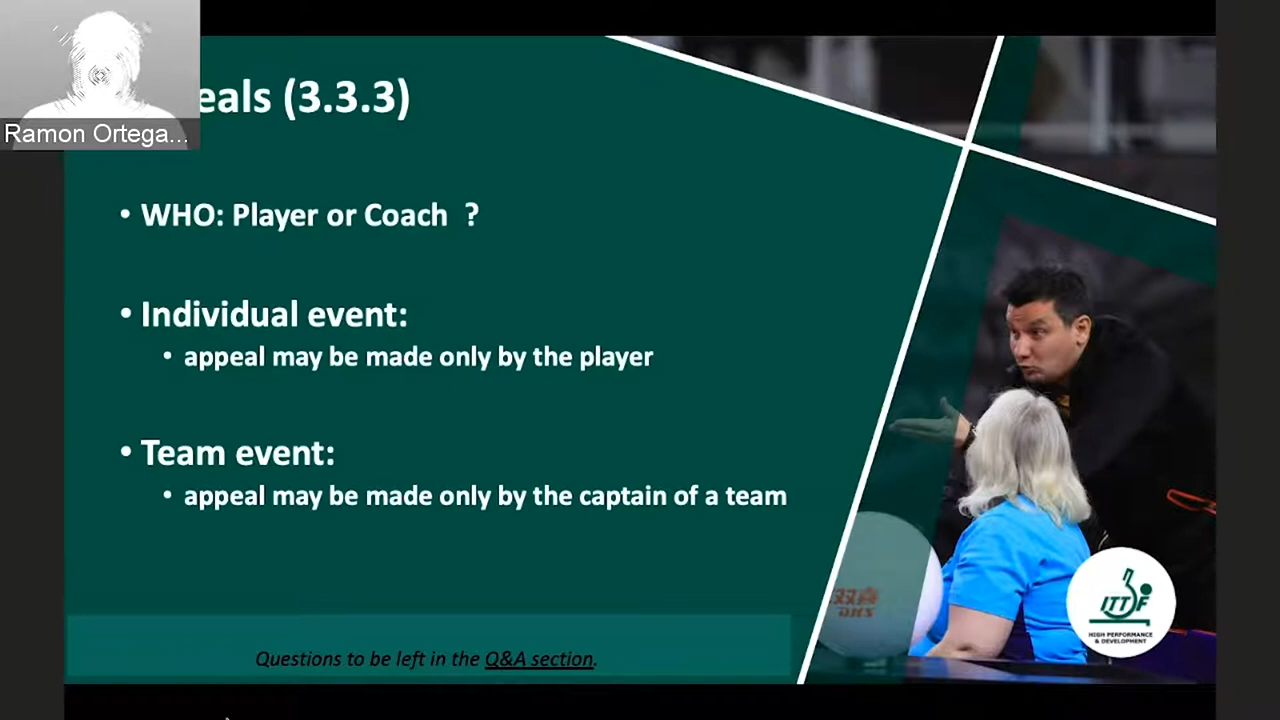 eals (3.3.3)
Ramon Ortega...
• WHO: Player or Coach ?
• Individual event:
• appeal may be made only by the player
• Team event:
• appeal may be made only by the captain of a team
DHS
ITTF
HIGH PERFORMANCE
& DEVELOPMENT
Questions to be left in the Q&A section.